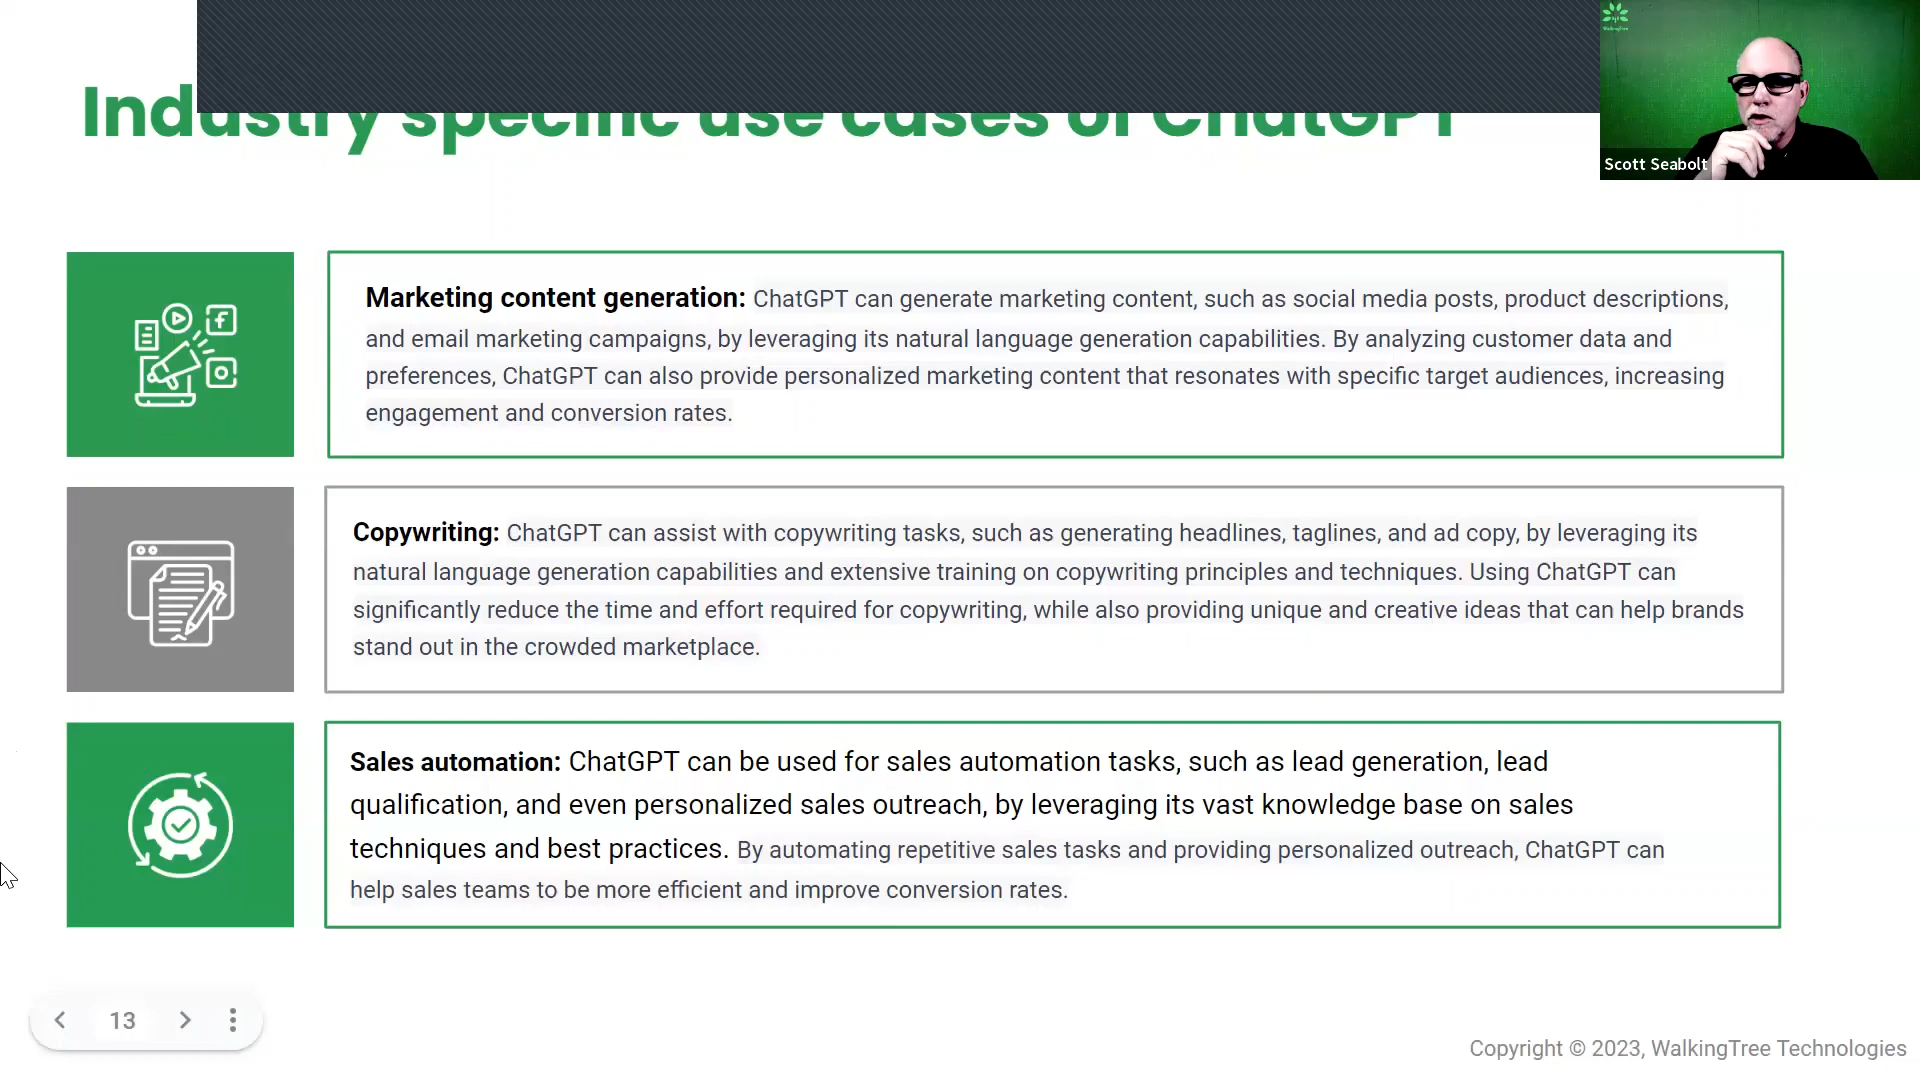 Industry specific use cases of ChatGPT
WalkingTree
Scott Seabolt
Marketing content generation: ChatGPT can generate marketing content, such as social media posts, product descriptions,
and email marketing campaigns, by leveraging its natural language generation capabilities. By analyzing customer data and
preferences, ChatGPT can also provide personalized marketing content that resonates with specific target audiences, increasing
engagement and conversion rates.
Copywriting: ChatGPT can assist with copywriting tasks, such as generating headlines, taglines, and ad copy, by leveraging its
natural language generation capabilities and extensive training on copywriting principles and techniques. Using ChatGPT can
significantly reduce the time and effort required for copywriting, while also providing unique and creative ideas that can help brands
stand out in the crowded marketplace.
Sales automation: ChatGPT can be used for sales automation tasks, such as lead generation, lead
qualification, and even personalized sales outreach, by leveraging its vast knowledge base on sales
techniques and best practices. By automating repetitive sales tasks and providing personalized outreach, ChatGPT can
help sales teams to be more efficient and improve conversion rates.
13
Copyright © 2023, WalkingTree Technologies